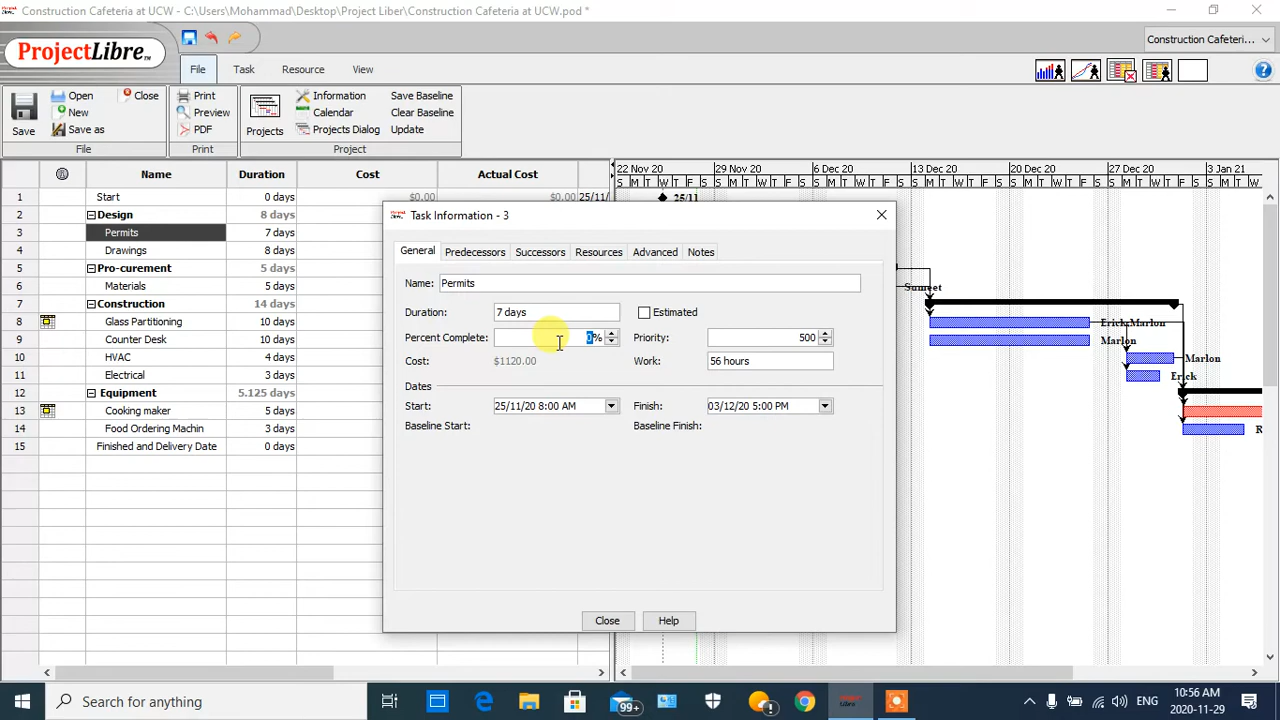 Construction Cafeteria at UCW - C:\Users\Mohammad\Desktop\Project Liber\Construction Cafeteria at UCW.pod *
ProjectLibre™
Construction Cafeteri...
File Task Resource View
Save
Open
New
Save as
Close
File
Print
Preview
PDF
Print
Projects
Information
Calendar
Projects Dialog
Save Baseline
Clear Baseline
Update
Project
Name Duration Cost Actual Cost
22 Nov 20 29 Nov 20 6 Dec 20 13 Dec 20 20 Dec 20 27 Dec 20 3 Jan 21
S M T W T F S S M T W T F S S M T W T F S S M T W T F S S M T W T F S S M T W T F S S M T W
1 Start 0 days $0.00 $0.00 25/11/ 25/11
2 Design 8 days
3 Permits 7 days
4 Drawings 8 days
5 Pro-curement 5 days
6 Materials 5 days
7 Construction 14 days
8 Glass Partitioning 10 days
9 Counter Desk 10 days
10 HVAC 4 days
11 Electrical 3 days
12 Equipment 5.125 days
13 Cooking maker 5 days
14 Food Ordering Machin 3 days
15 Finished and Delivery Date 0 days
Task Information - 3
General Predecessors Successors Resources Advanced Notes
Name: Permits
Duration: 7 days Estimated
Percent Complete: 0% Priority: 500
Cost: $1120.00 Work: 56 hours
Dates
Start: 25/11/20 8:00 AM Finish: 03/12/20 5:00 PM
Baseline Start: Baseline Finish:
Close Help
Sumeet
Erick;Marlon
Marlon
Marlon
Erick
R
Search for anything
99+
ENG
10:56 AM
2020-11-29